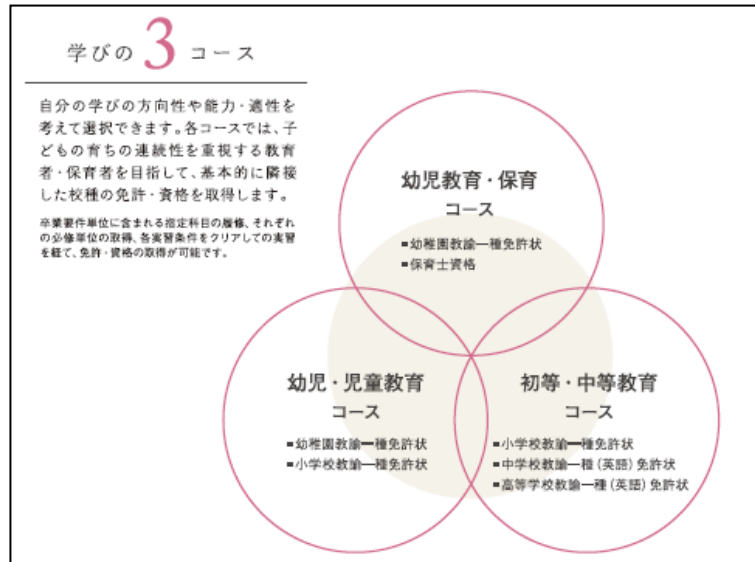 学びの3コース
自分の学びの方向性や能力・適性を
考えて選択できます。各コースでは、子
どもの育ちの連続性を重視する教育
者・保育者を目指して、基本的に隣接
した校種の免許・資格を取得します。
卒業要件単位に含まれる指定科目の履修、それぞれ
の必修単位の取得、各実習条件をクリアしての実習
を経て、免許・資格の取得が可能です。
幼児教育・保育
コース
■幼稚園教諭一種免許状
■保育士資格
幼児・児童教育
コース
■幼稚園教諭一種免許状
■小学校教諭一種免許状
初等・中等教育
コース
■小学校教諭一種免許状
■中学校教諭一種(英語)免許状
■高等学校教諭一種(英語)免許状